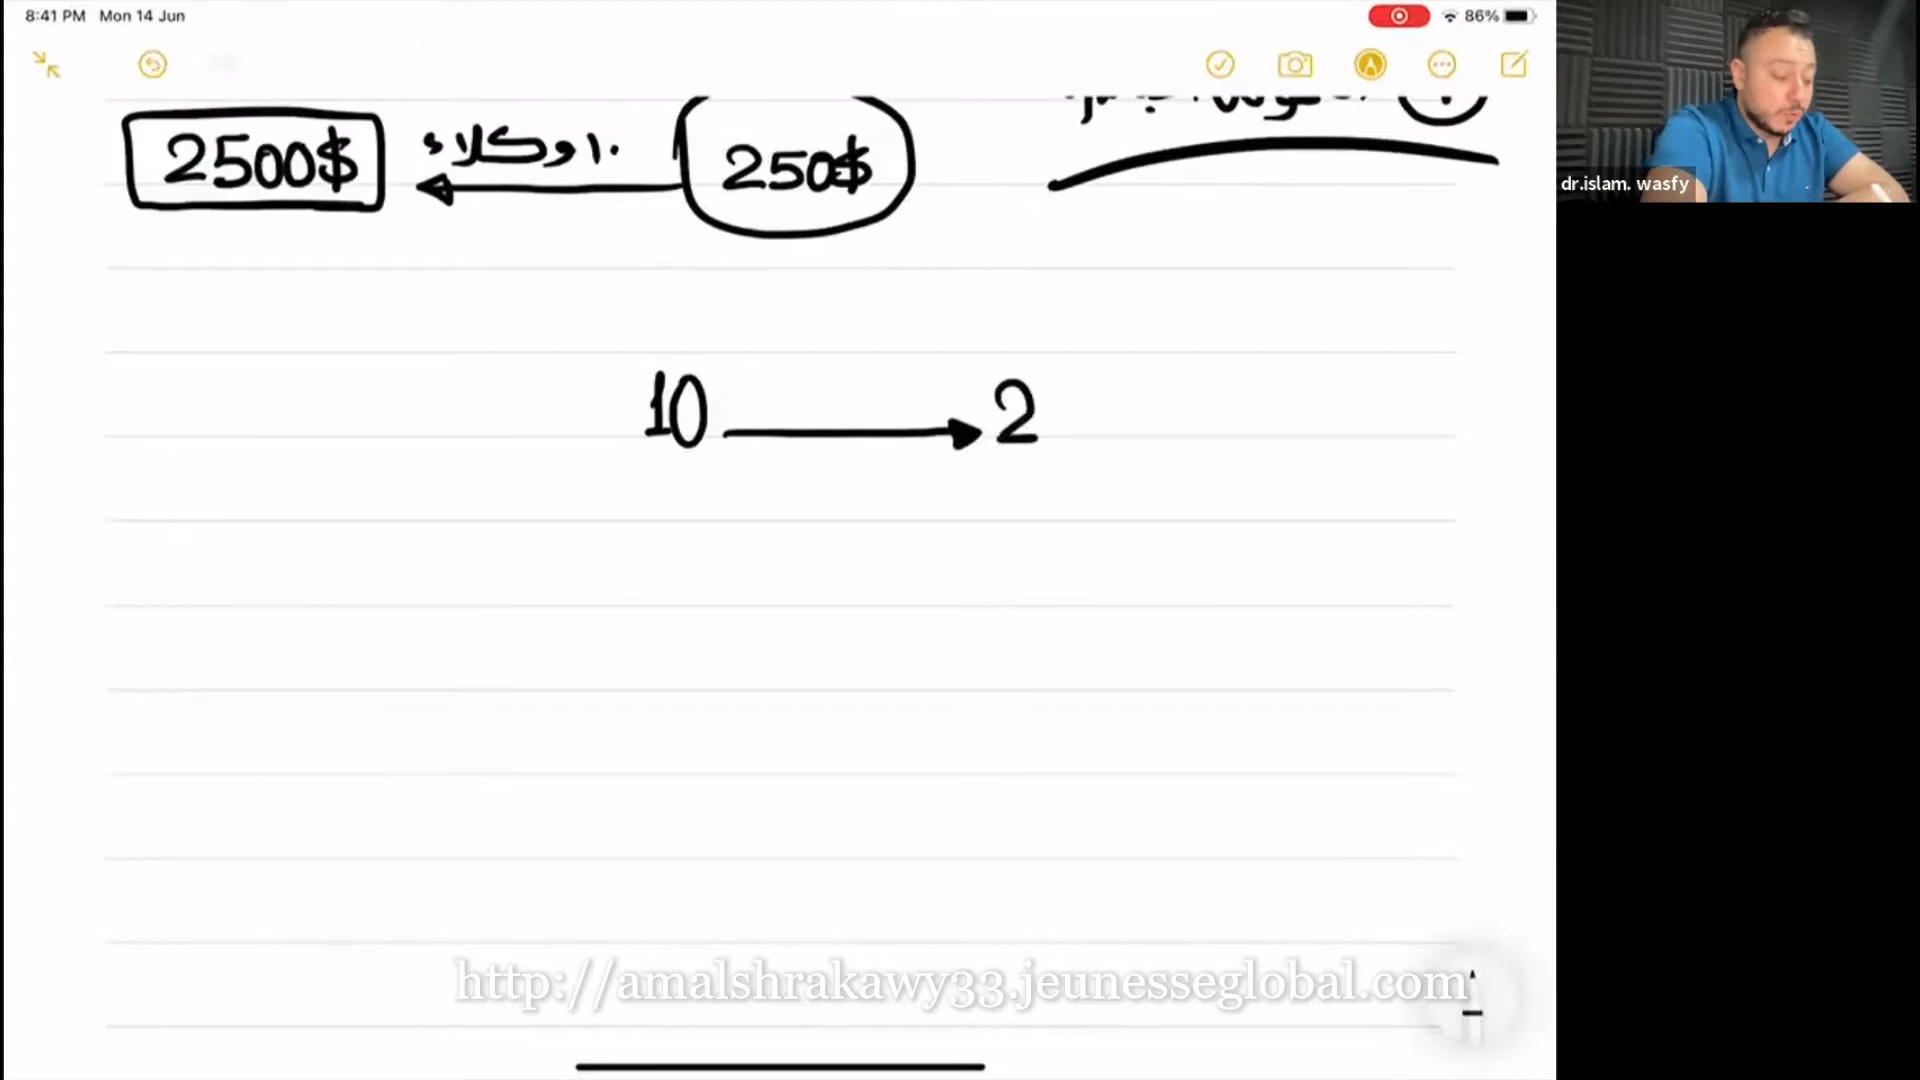 8:41 PM Mon 14 Jun
86%
2500$ ١٠ وكلاء 250$
10 2
dr.islam. wasfy
http://amalshrakawy33.jeunesseglobal.com